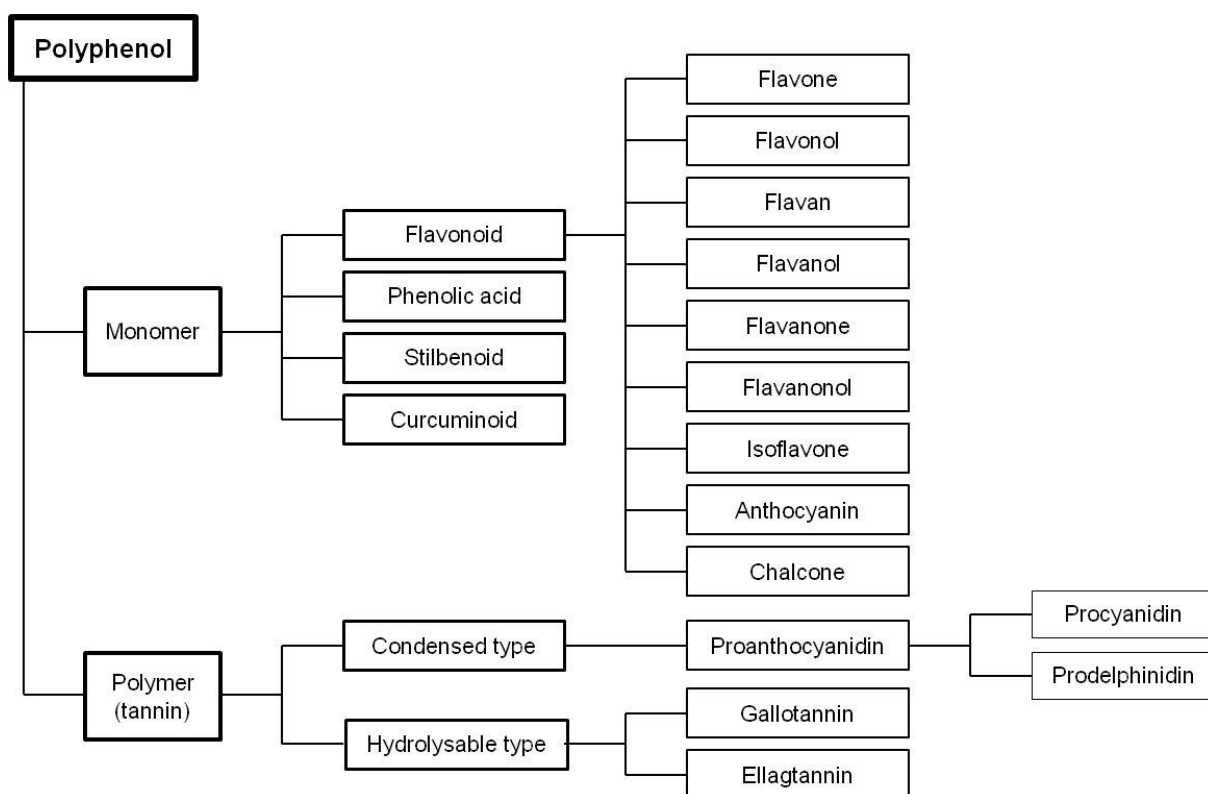 Polyphenol
Flavone
Flavonol
Flavan
Flavonoid
Flavanol
Phenolic acid
Monomer
Flavanone
Stilbenoid
Flavanonol
Curcuminoid
Isoflavone
Anthocyanin
Chalcone
Procyanidin
Condensed type
Proanthocyanidin
Prodelphinidin
Polymer
(tannin)
Gallotannin
Hydrolysable type
Ellagtannin